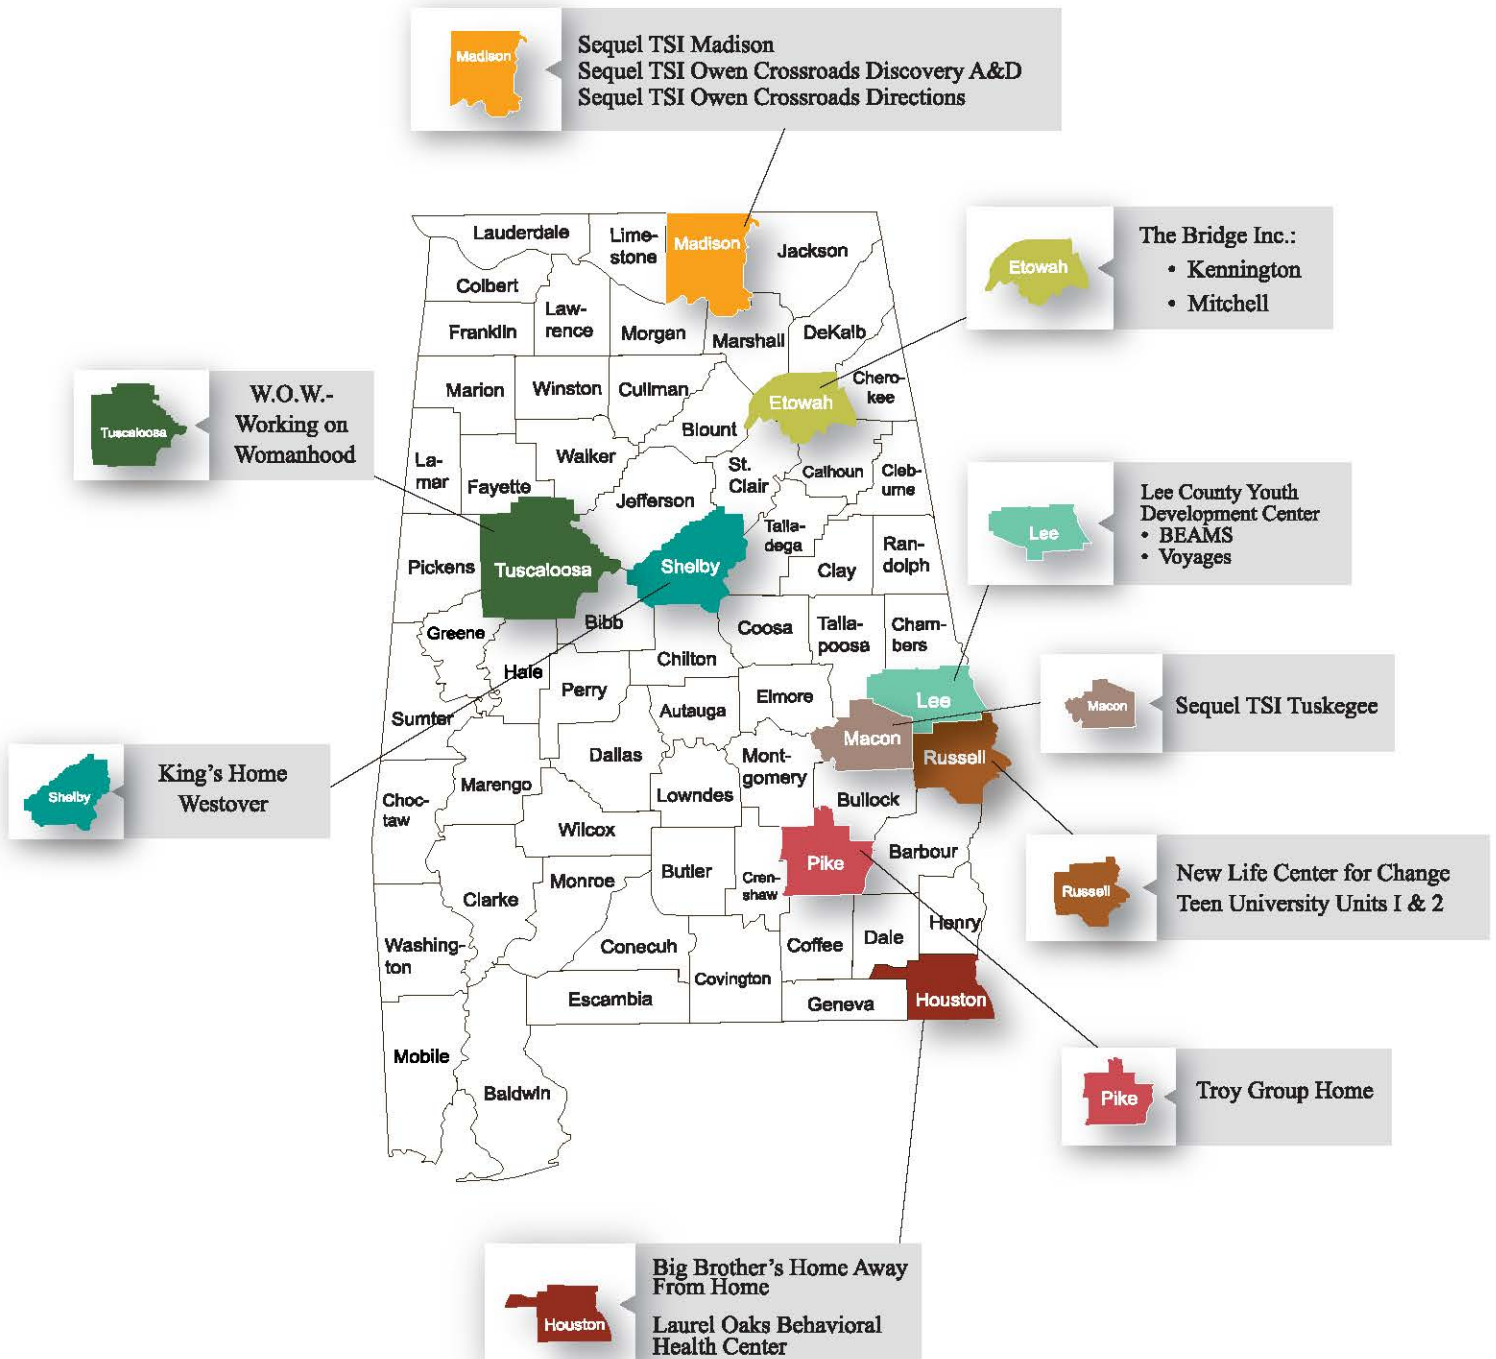 Madison
Sequel TSI Madison
Sequel TSI Owen Crossroads Discovery A&D
Sequel TSI Owen Crossroads Directions
Etowah
The Bridge Inc.:
• Kennington
• Mitchell
Tuscaloosa
W.O.W.-
Working on
Womanhood
Lee
Lee County Youth
Development Center
• BEAMS
• Voyages
Macon
Sequel TSI Tuskegee
Shelby
King's Home
Westover
Russell
New Life Center for Change
Teen University Units I & 2
Pike
Troy Group Home
Houston
Big Brother's Home Away
From Home
Laurel Oaks Behavioral
Health Center
Lauderdale
Lime-
stone
Madison
Jackson
Colbert
Law-
rence
Franklin
Morgan
Marshall
DeKalb
Marion
Winston
Cullman
Etowah
Chero-
kee
Blount
La-
mar
Fayette
Walker
Jefferson
St.
Clair
Calhoun
Cleb-
urne
Pickens
Tuscaloosa
Shelby
Talla-
dega
Clay
Ran-
dolph
Greene
Bibb
Coosa
Talla-
poosa
Cham-
bers
Hale
Perry
Chilton
Sumter
Autauga
Elmore
Lee
Macon
Russell
Dallas
Mont-
gomery
Marengo
Lowndes
Bullock
Choc-
taw
Wilcox
Butler
Cren-
shaw
Pike
Barbour
Clarke
Monroe
Washing-
ton
Conecuh
Covington
Coffee
Dale
Henry
Escambia
Geneva
Houston
Mobile
Baldwin